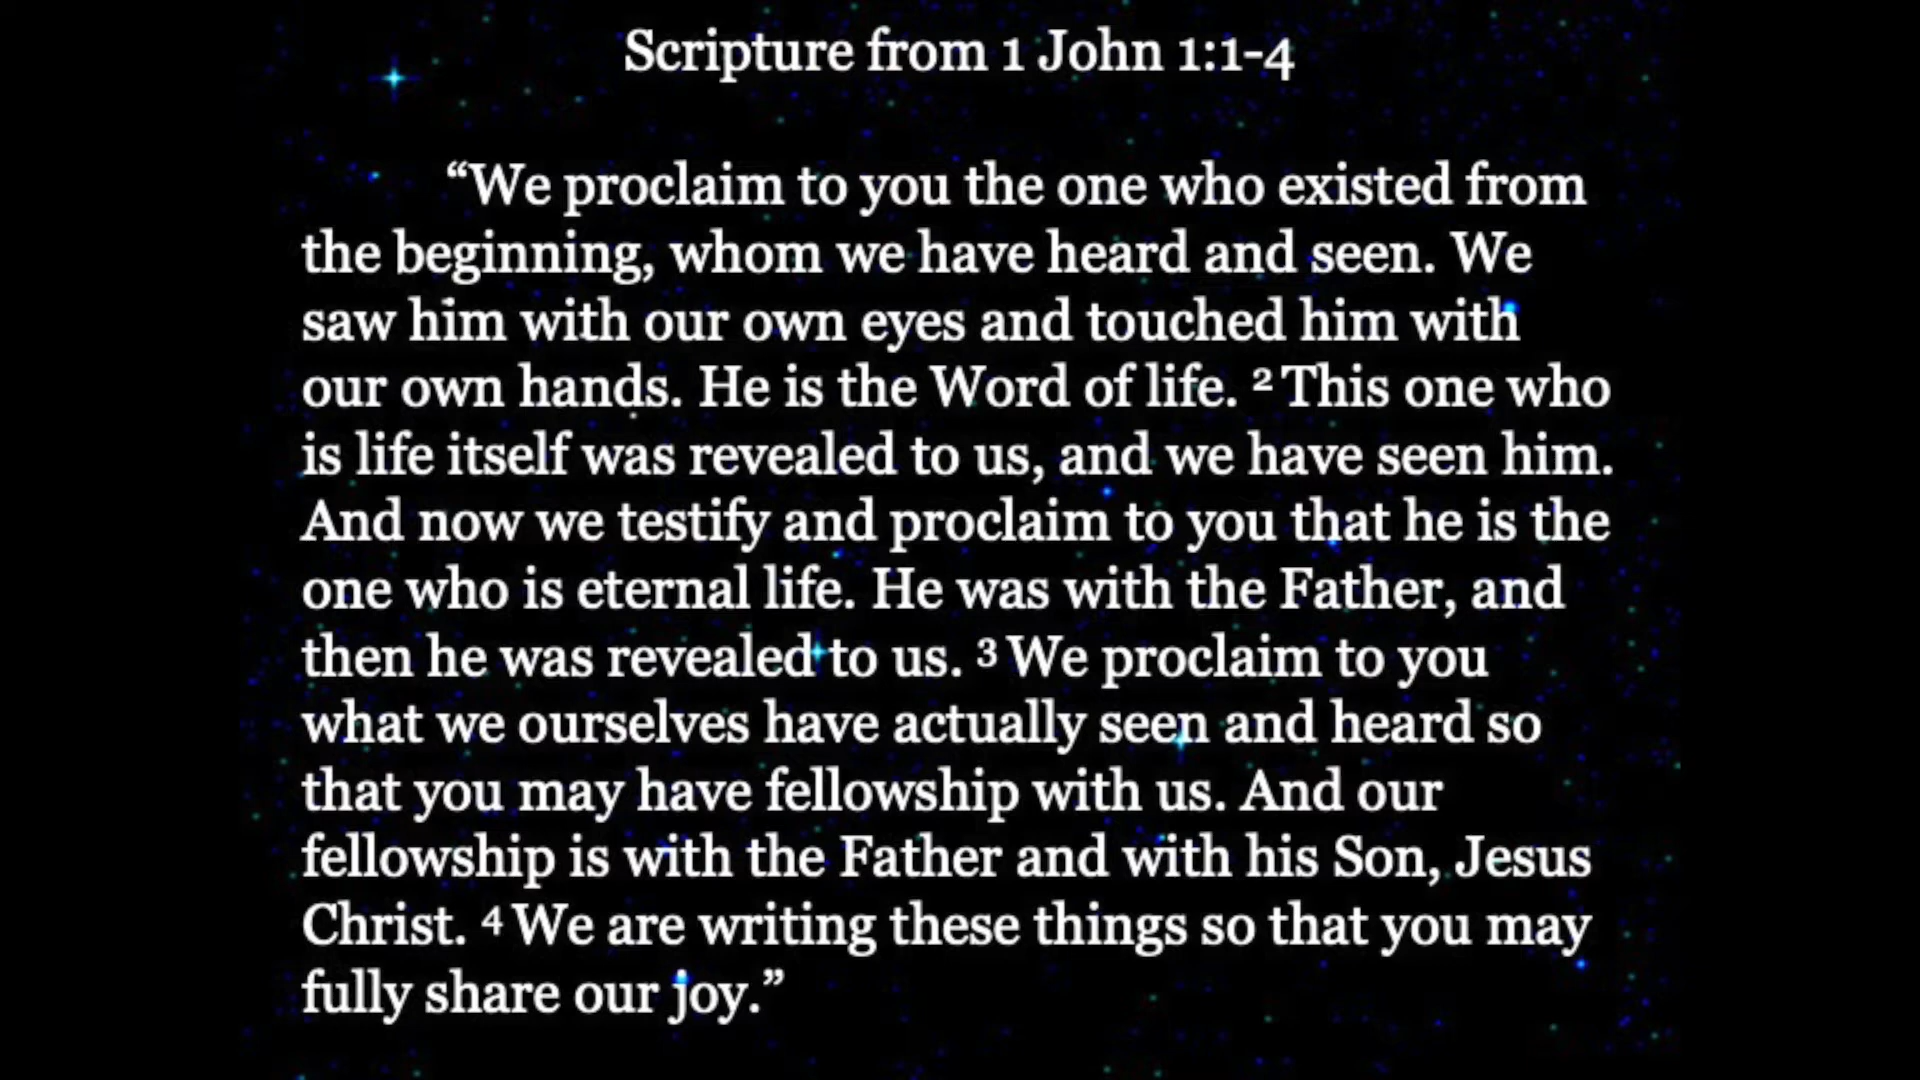 Scripture from 1 John 1:1-4
“We proclaim to you the one who existed from
the beginning, whom we have heard and seen. We
saw him with our own eyes and touched him with
our own hands. He is the Word of life. ² This one who
is life itself was revealed to us, and we have seen him.
And now we testify and proclaim to you that he is the
one who is eternal life. He was with the Father, and
then he was revealed to us. ³ We proclaim to you
what we ourselves have actually seen and heard so
that you may have fellowship with us. And our
fellowship is with the Father and with his Son, Jesus
Christ. ⁴ We are writing these things so that you may
fully share our joy.”